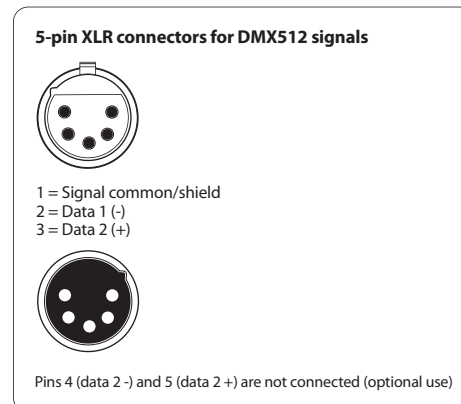 5-pin XLR connectors for DMX512 signals
1 = Signal common/shield
2 = Data 1 (-)
3 = Data 2 (+)
Pins 4 (data 2 -) and 5 (data 2 +) are not connected (optional use)